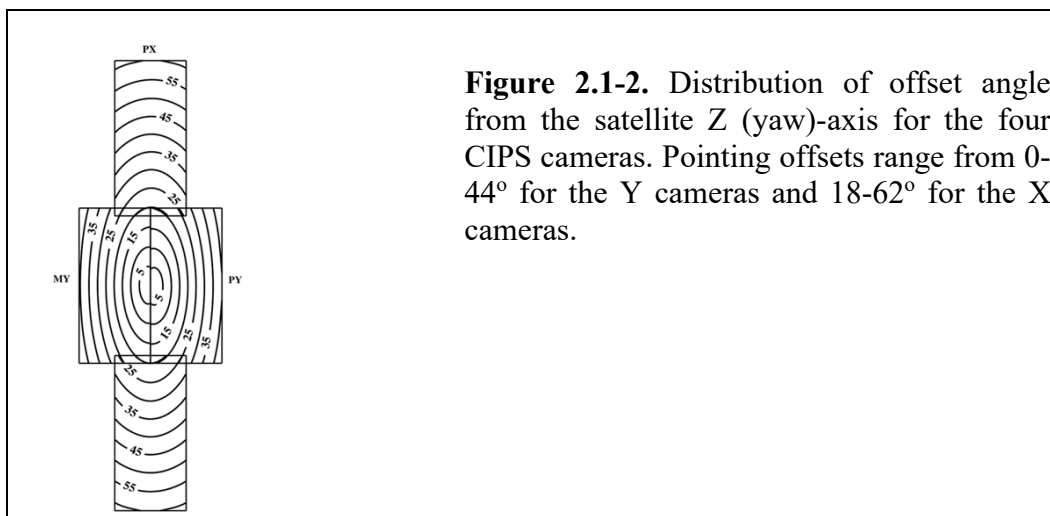 PX
55
45
35
25
35
25
15
5
MY
PY
5
15
25
35
25
35
45
55
Figure 2.1-2. Distribution of offset angle
from the satellite Z (yaw)-axis for the four
CIPS cameras. Pointing offsets range from 0-
44º for the Y cameras and 18-62º for the X
cameras.